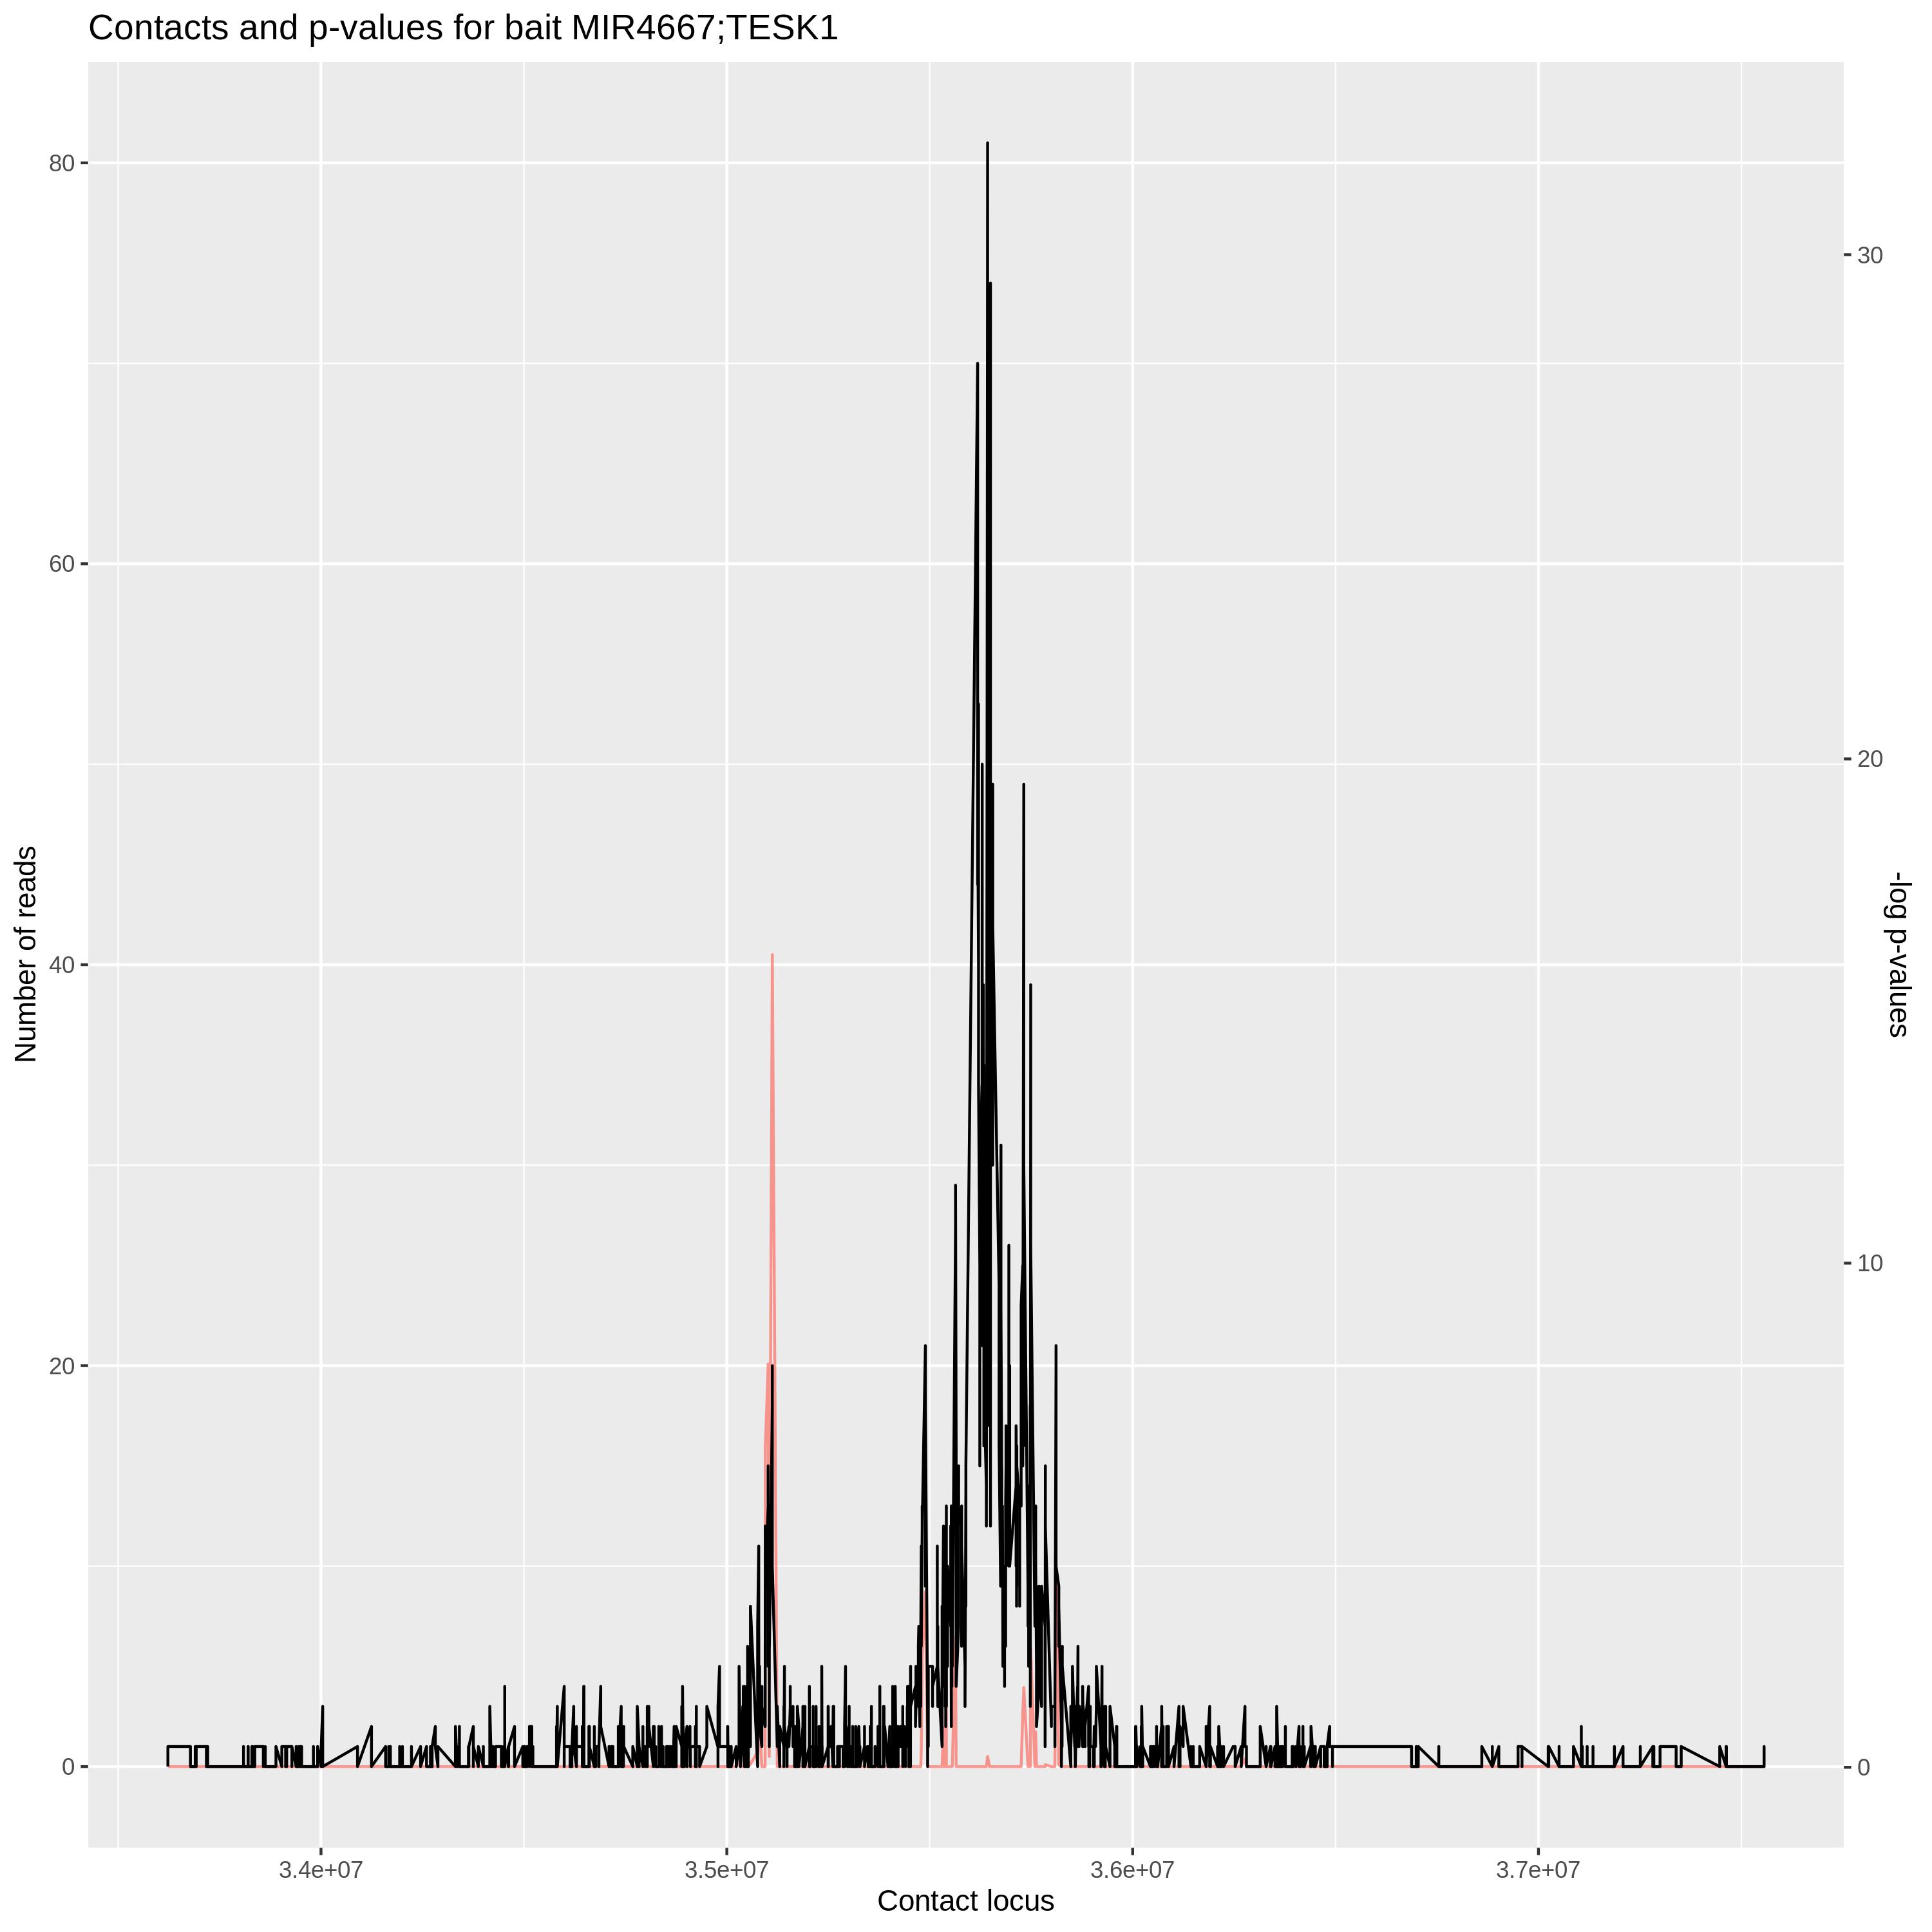 Contacts and p-values for bait MIR4667;TESK1
80
60
40
20
0
Number of reads
30
20
10
0
-log p-values
3.4e+07
3.5e+07
3.6e+07
3.7e+07
Contact locus